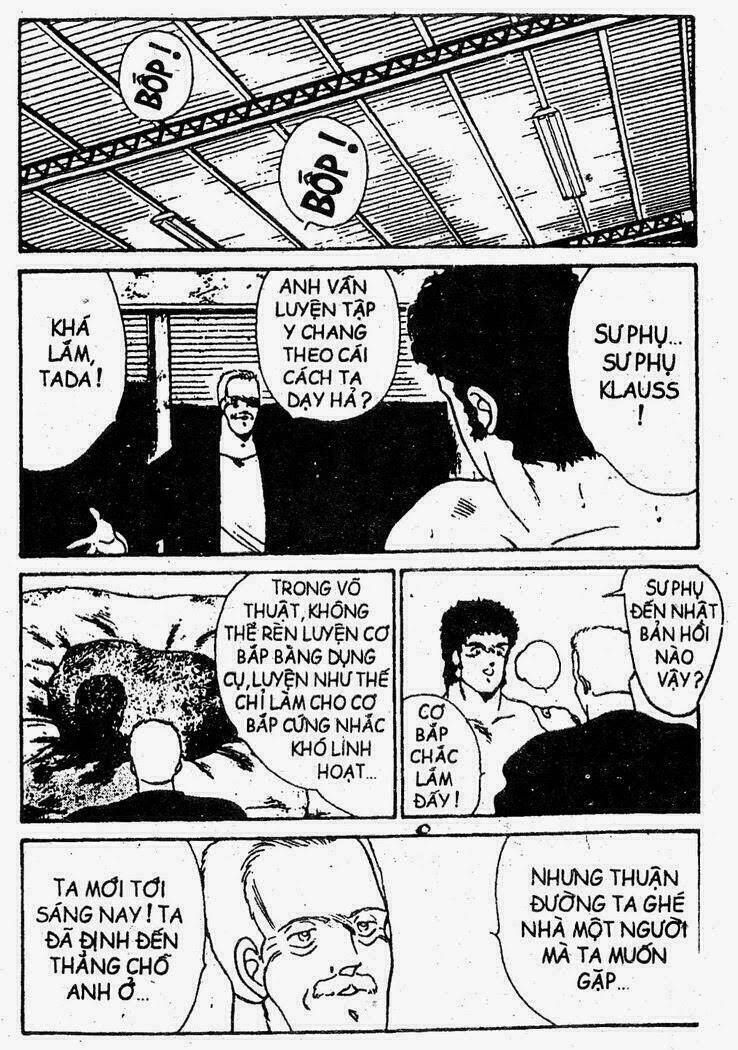 BỐP!
BỐP!
KHÁ
LẮM,
TADA!
ANH VẪN
LUYỆN TẬP
Y CHANG
THEO CÁI
CÁCH TA
DẠY HẢ?
SƯ PHỤ...
SƯ PHỤ
KLAUSS
!
TRONG VÕ
THUẬT, KHÔNG
THỂ RÈN LUYỆN CƠ
BẮP BẰNG DỤNG
CỤ, LUYỆN NHƯ THẾ
CHỈ LÀM CHO CƠ
BẮP CỨNG NHẮC
KHÓ LINH
HOẠT...
CƠ
BẮP
CHẮC
LẮM
ĐẤY!
SƯ PHỤ
ĐẾN NHẬT
BẢN HỒI
NÀO
VẬY?
TA MỚI TỚI
SÁNG NAY! TA
ĐÃ ĐỊNH ĐẾN
THẲNG CHỖ
ANH Ở...
NHƯNG THUẬN
ĐƯỜNG TA GHÉ
NHÀ MỘT NGƯỜI
MÀ TA MUỐN
GẶP...